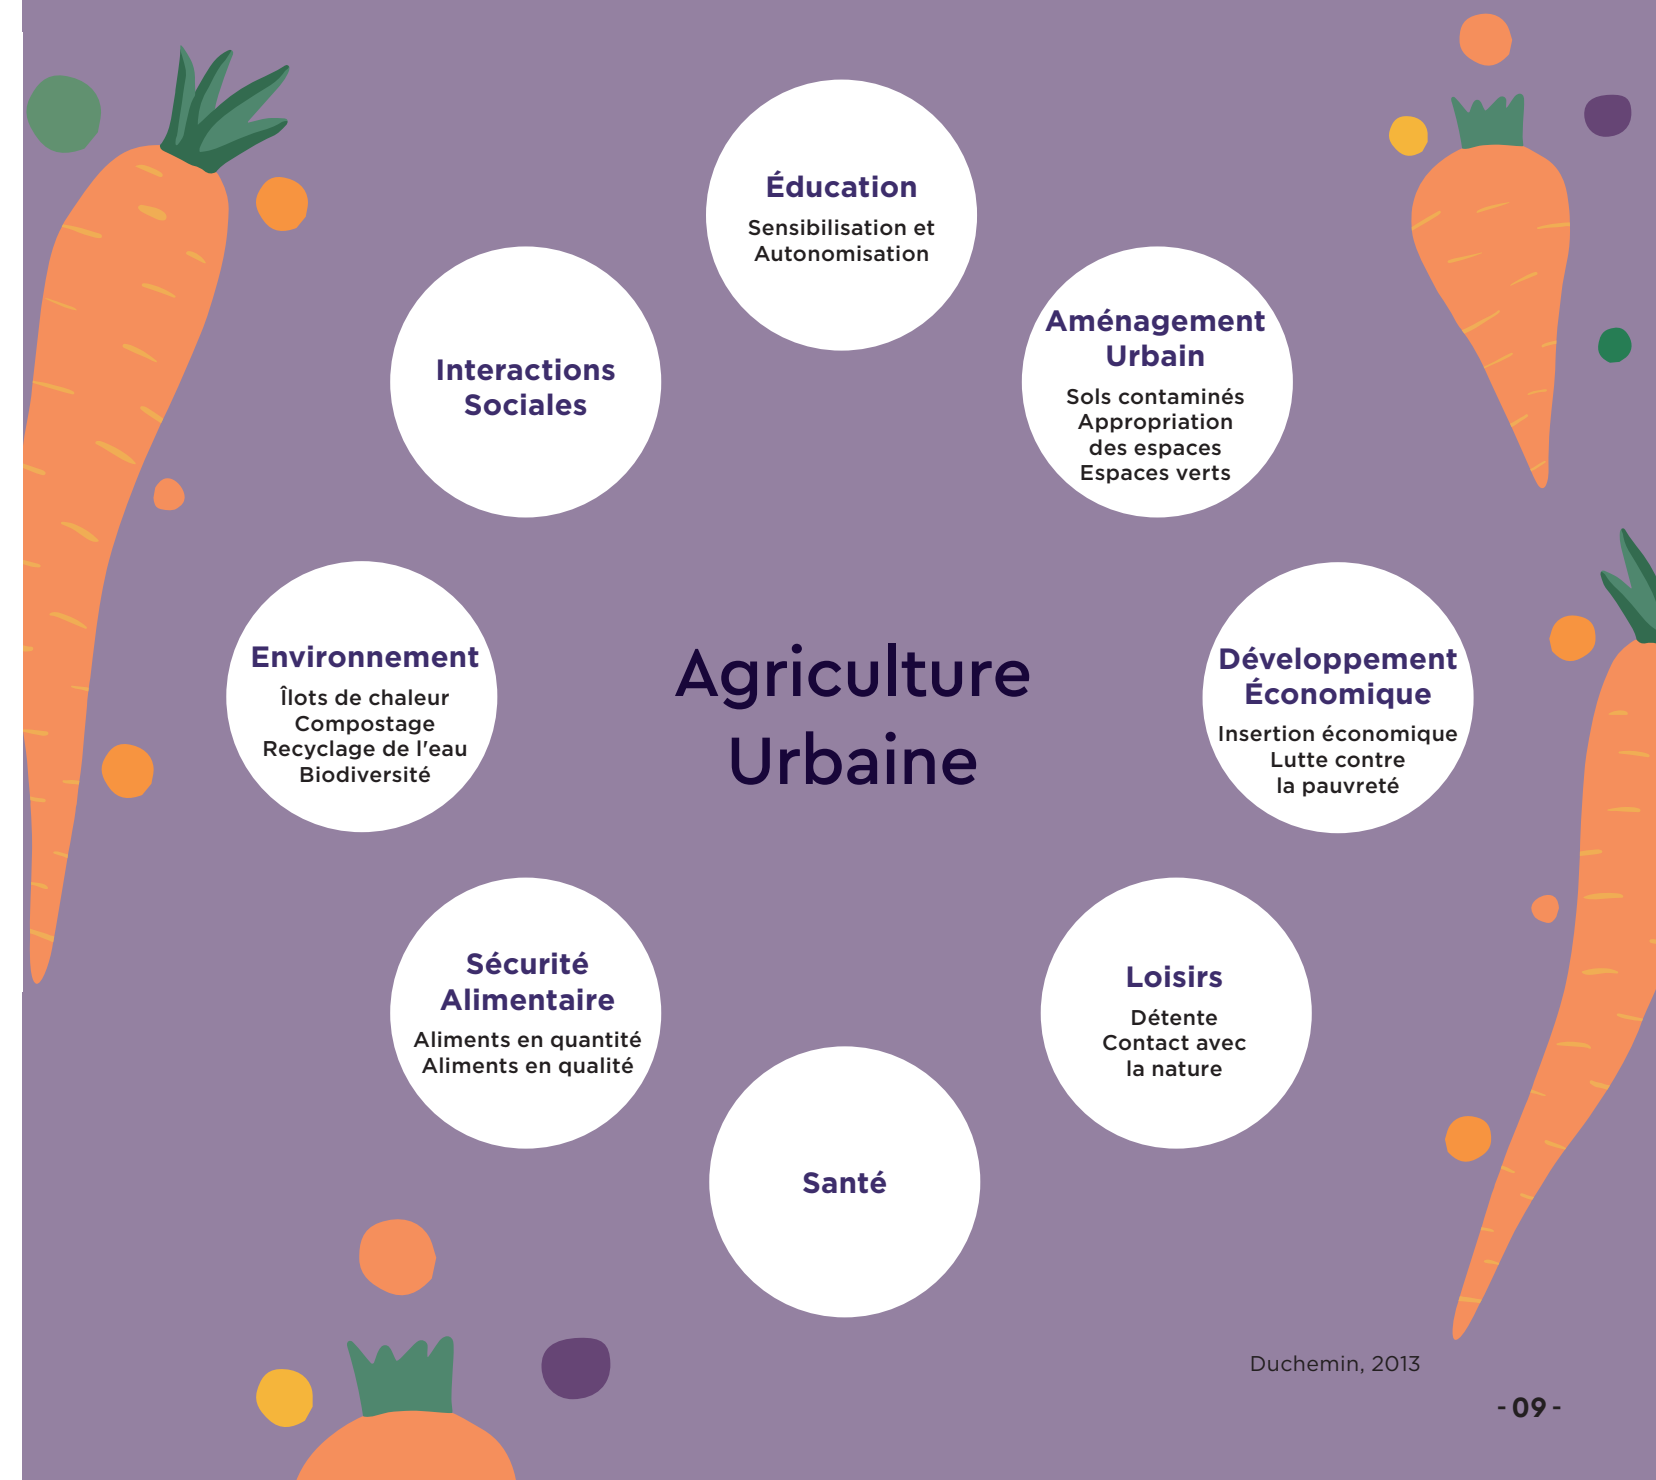 Éducation
Sensibilisation et
Autonomisation
Interactions
Sociales
Aménagement
Urbain
Sols contaminés
Appropriation
des espaces
Espaces verts
Environnement
Îlots de chaleur
Compostage
Recyclage de l'eau
Biodiversité
Agriculture
Urbaine
Développement
Économique
Insertion économique
Lutte contre
la pauvreté
Sécurité
Alimentaire
Aliments en quantité
Aliments en qualité
Loisirs
Détente
Contact avec
la nature
Santé
Duchemin, 2013
- 09 -